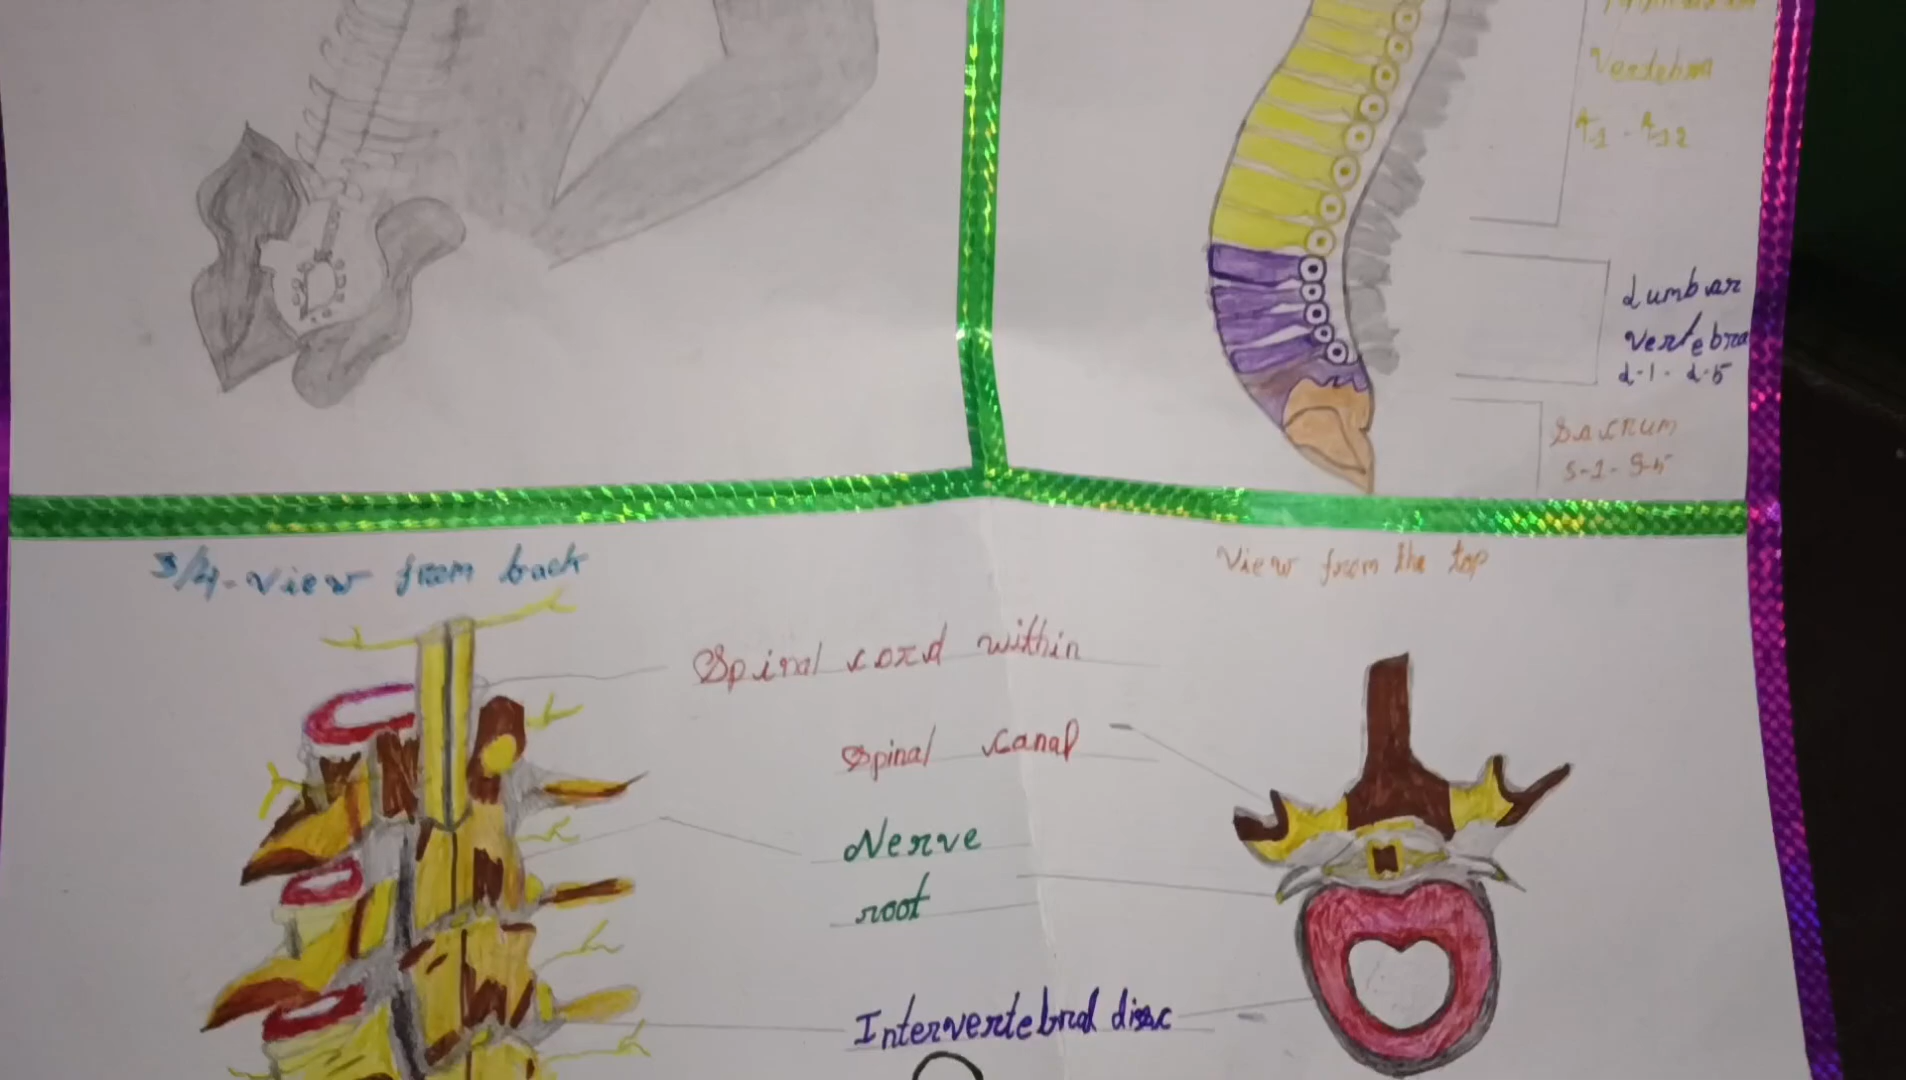 Vertebra
T-1 - T-12
Lumbar
Vertebra
L-1 - L-5
Sacrum
S-1 - S-5
3/4-View from back
View from the top
Spinal cord within
Spinal Canal
Nerve
root
Intervertebral disc